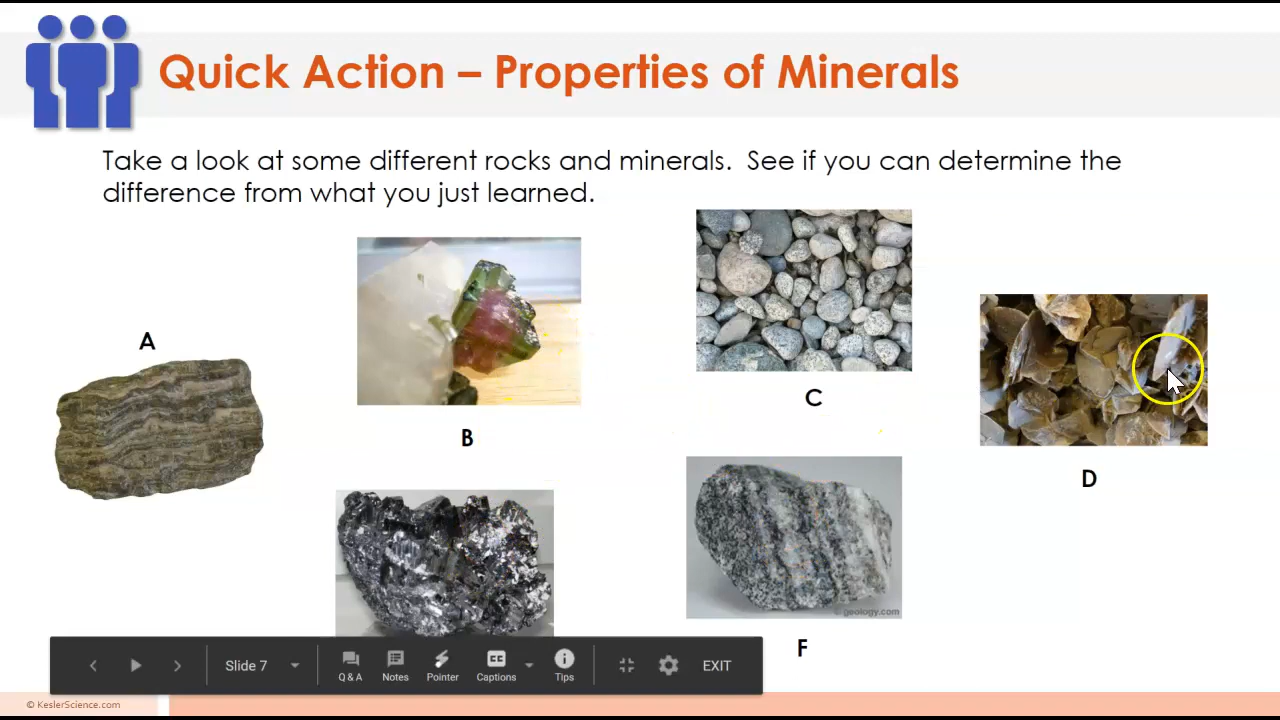 Quick Action – Properties of Minerals
Take a look at some different rocks and minerals.  See if you can determine the
difference from what you just learned.
A
B
C
D
© geology.com
F
Slide 7
Q & A
Notes
Pointer
CC
Captions
Tips
EXIT
© KeslerScience.com